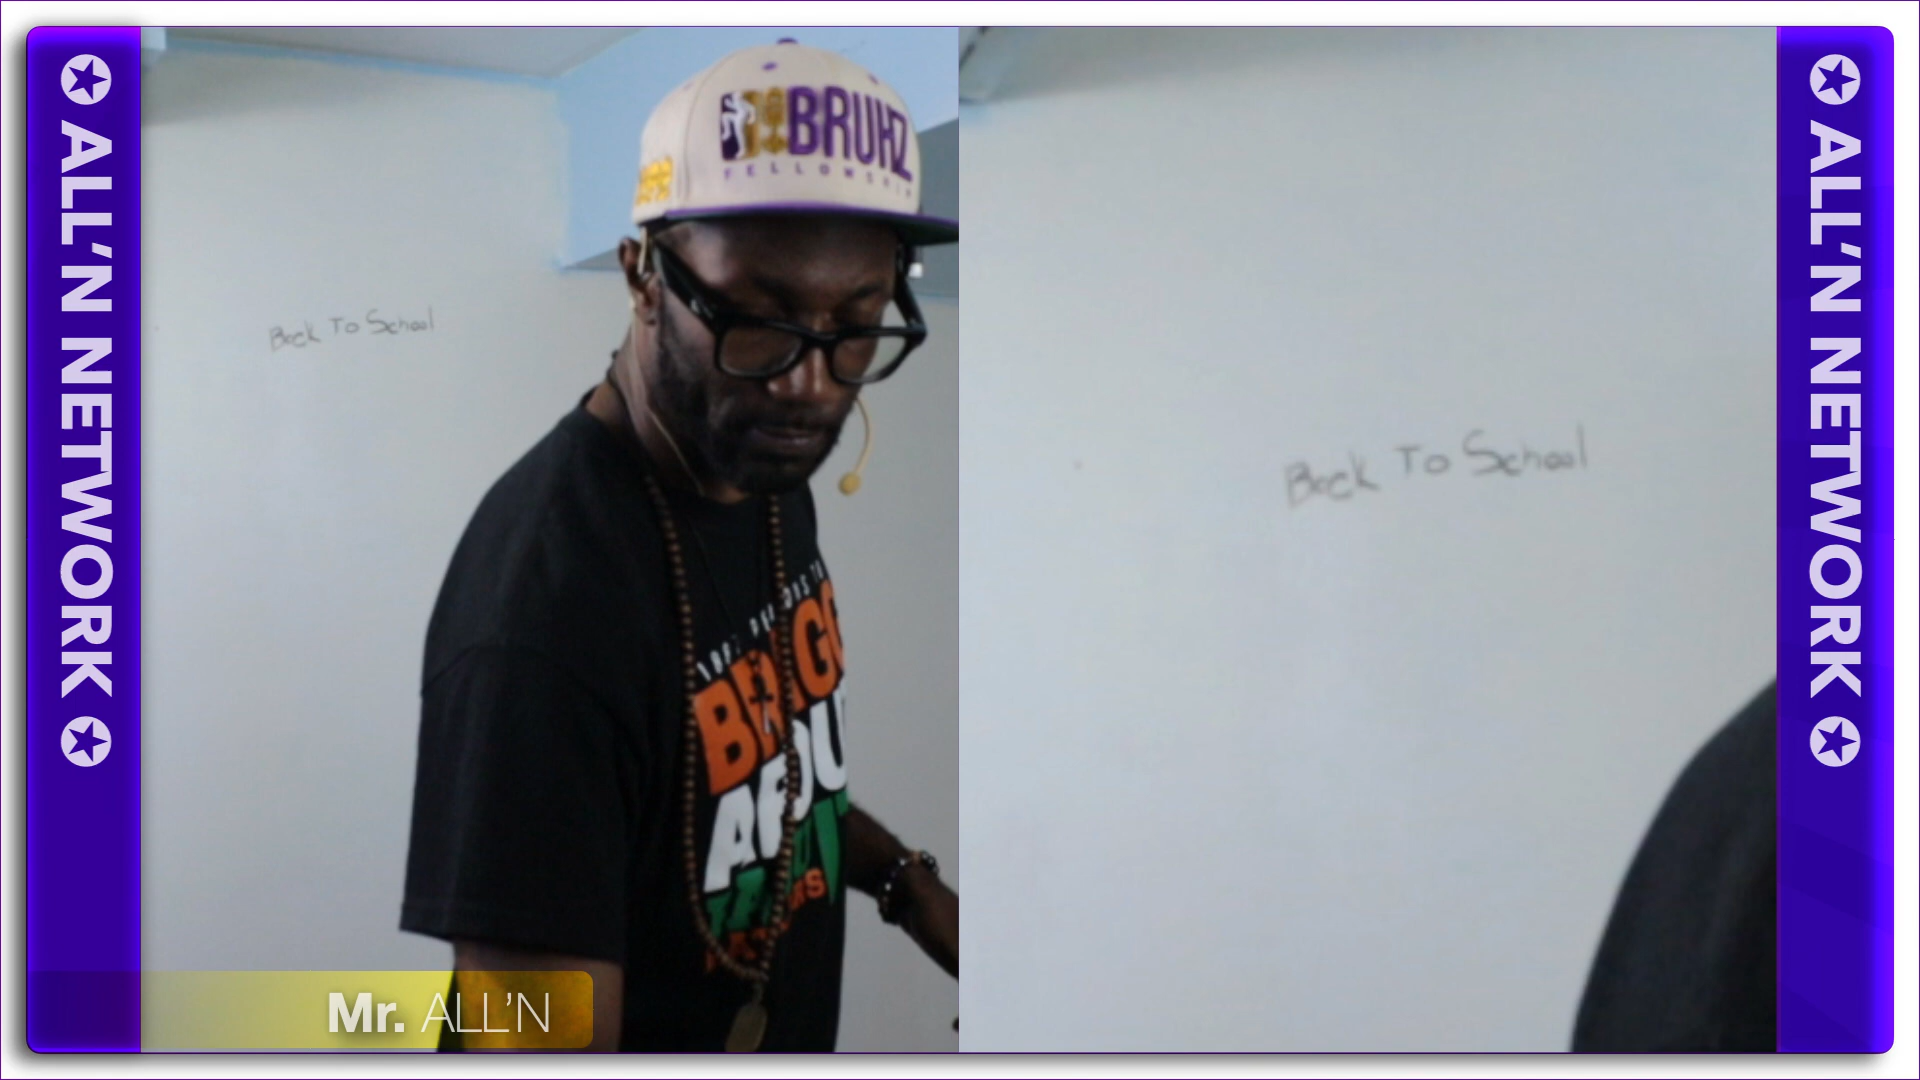 ALL'N NETWORK
BRUHZ
FELLOWSHIP
Back To School
Mr. ALL'N
Back To School
ALL'N NETWORK